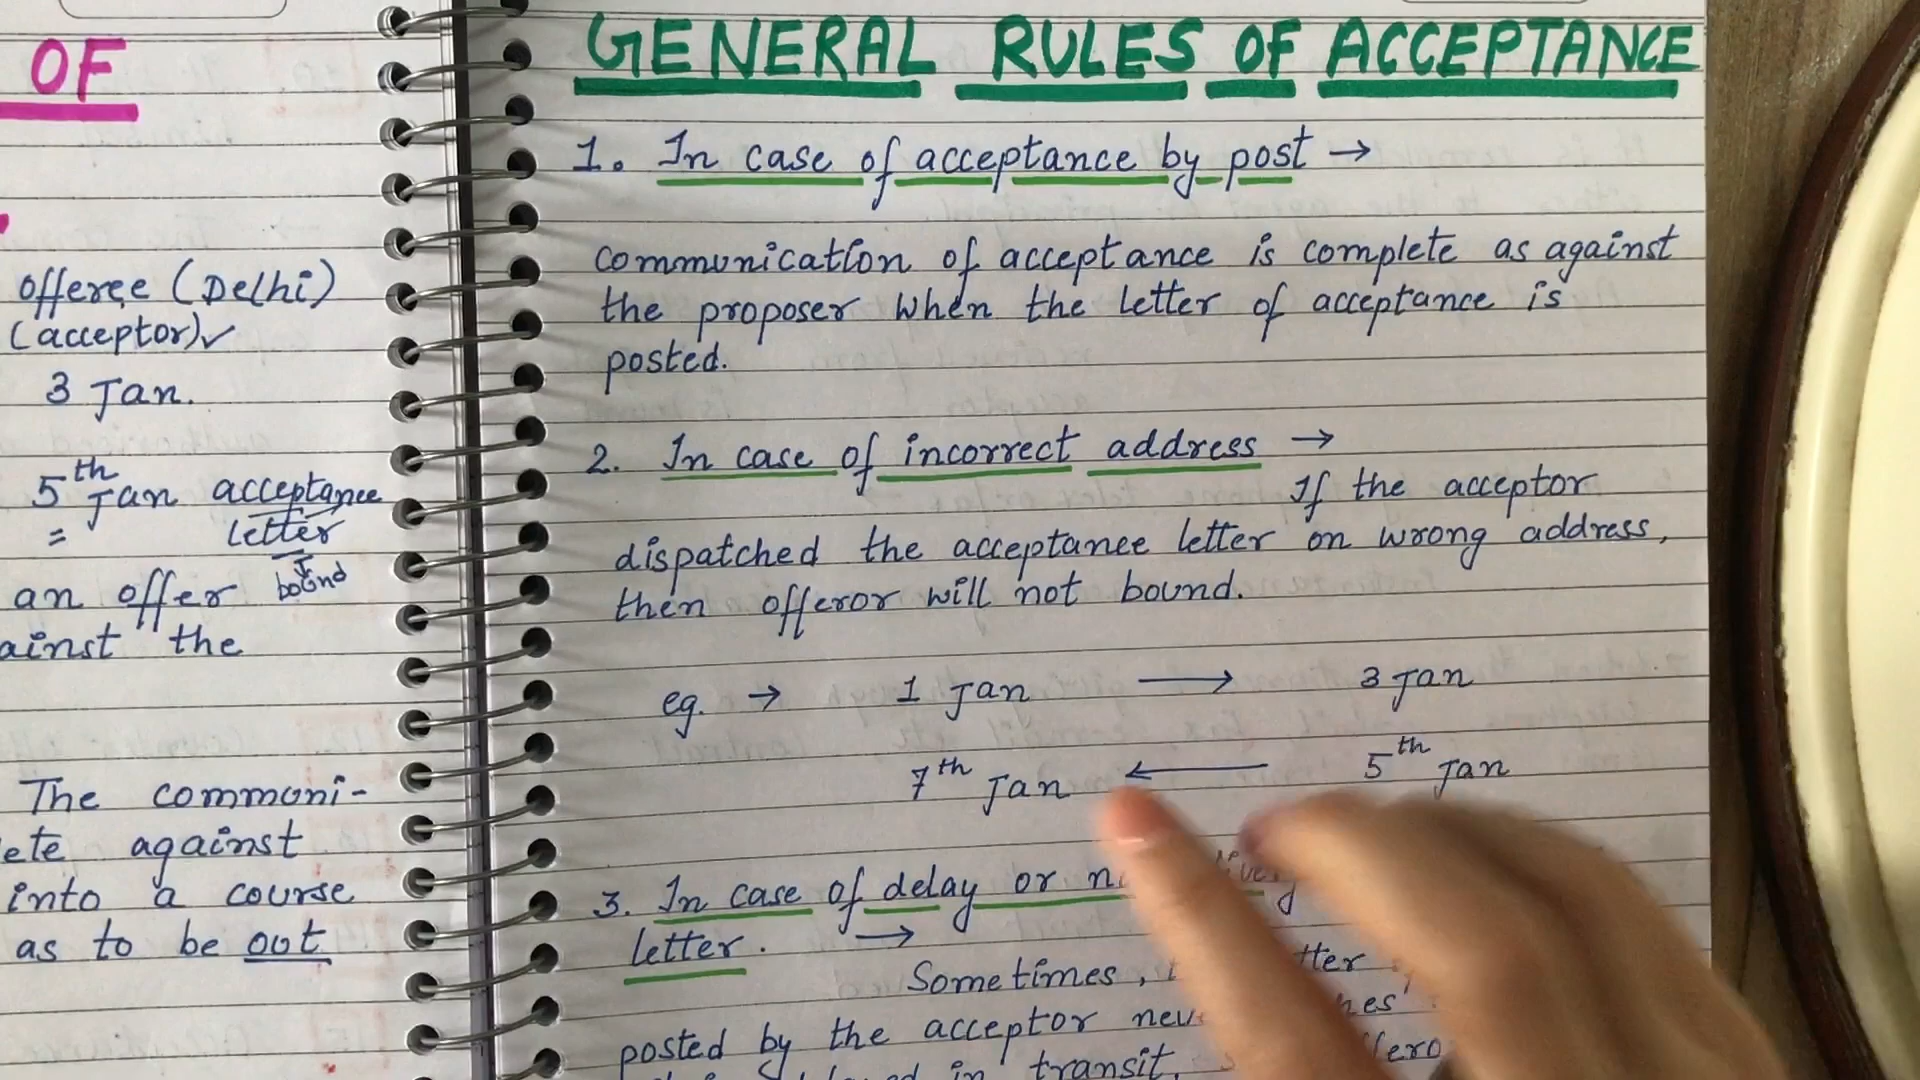 OF
Offeree (Delhi)
(acceptor)✓
3 Jan.
5th Jan acceptance
= letter
bound
an offer
ainst the
The communi-
ete against
into a course
as to be out
GENERAL RULES OF ACCEPTANCE
1. In case of acceptance by post →
communication of acceptance is complete as against
the proposer when the letter of acceptance is
posted.
2. In case of incorrect address →
If the acceptor
dispatched the acceptance letter on wrong address,
then offeror will not bound.
eg. → 1 Jan → 3 Jan
7th Jan ← 5th Jan
3. In case of delay or
letter. →
Sometimes,
posted by the acceptor
in transit,